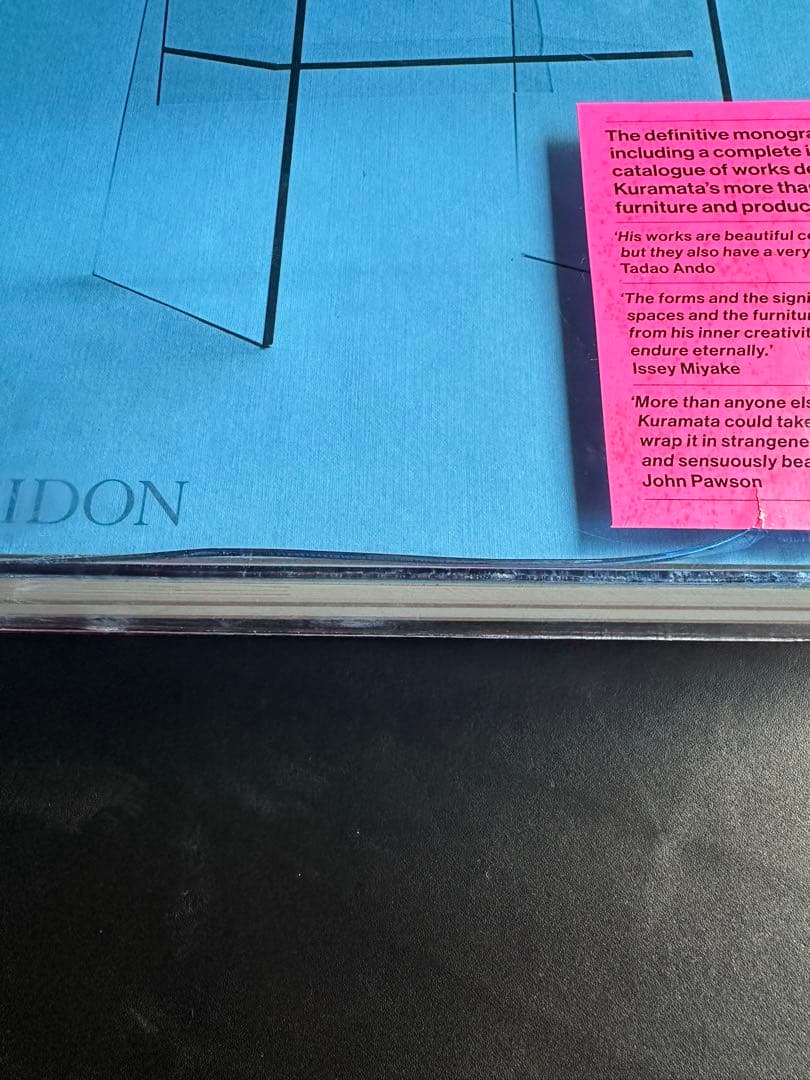 The definitive monogra
including a complete i
catalogue of works de
Kuramata's more tha
furniture and produc
'His works are beautiful c
but they also have a very
Tadao Ando
'The forms and the signi
spaces and the furnitu
from his inner creativit
endure eternally.'
Issey Miyake
'More than anyone els
Kuramata could take
wrap it in strangene
and sensuously bea
John Pawson
IDON